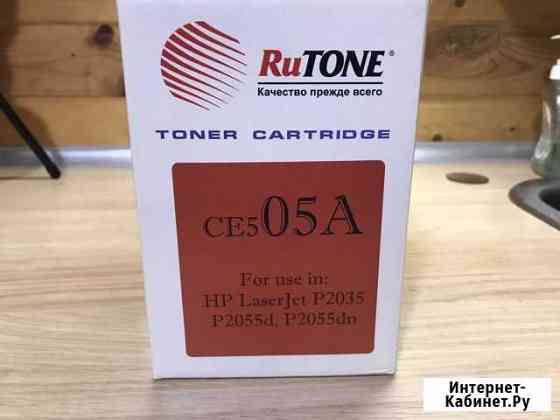 RuTONE®
Качество прежде всего
TONER CARTRIDGE
CE505A
For use in:
HP LaserJet P2035
P2055d, P2055dn
Интернет-
Кабинет.Ру